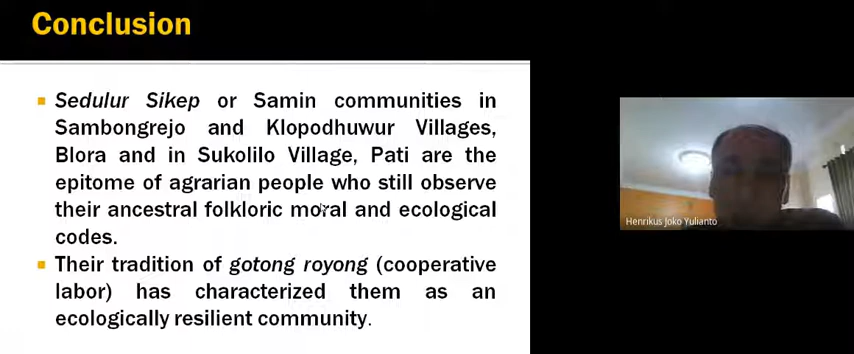 Conclusion
Sedulur Sikep or Samin communities in
Sambongrejo and Klopodhuwur Villages,
Blora and in Sukolilo Village, Pati are the
epitome of agrarian people who still observe
their ancestral folkloric moral and ecological
codes.
Their tradition of gotong royong (cooperative
labor) has characterized them as an
ecologically resilient community.
Henrikus Joko Yulianto